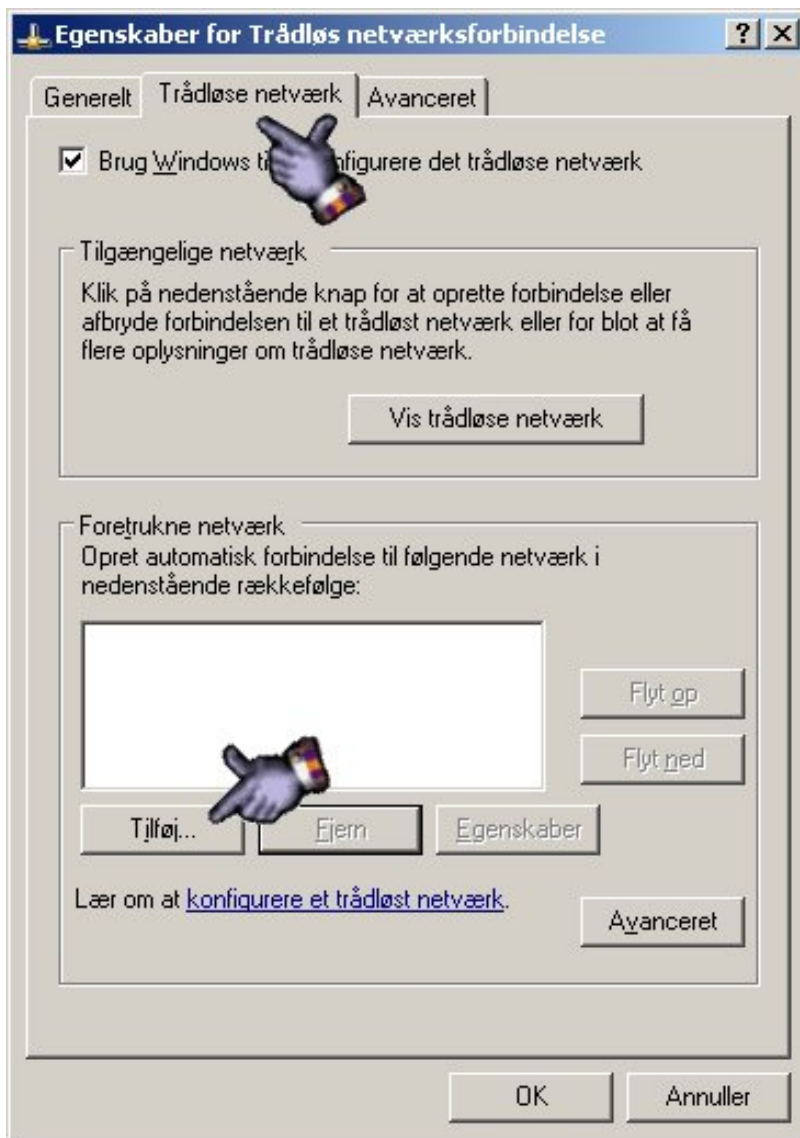 Egenskaber for Trådløs netværksforbindelse
Generelt Trådløse netværk Avanceret
Brug Windows ti nfigurere det trådløse netværk
Tilgængelige netværk
Klik på nedenstående knap for at oprette forbindelse eller
afbryde forbindelsen til et trådløst netværk eller for blot at få
flere oplysninger om trådløse netværk.
Vis trådløse netværk
Foretrukne netværk
Opret automatisk forbindelse til følgende netværk i
nedenstående rækkefølge:
Flyt op
Flyt ned
Tilføj... Fjern Egenskaber
Lær om at konfigurere et trådløst netværk.
Avanceret
OK Annuller